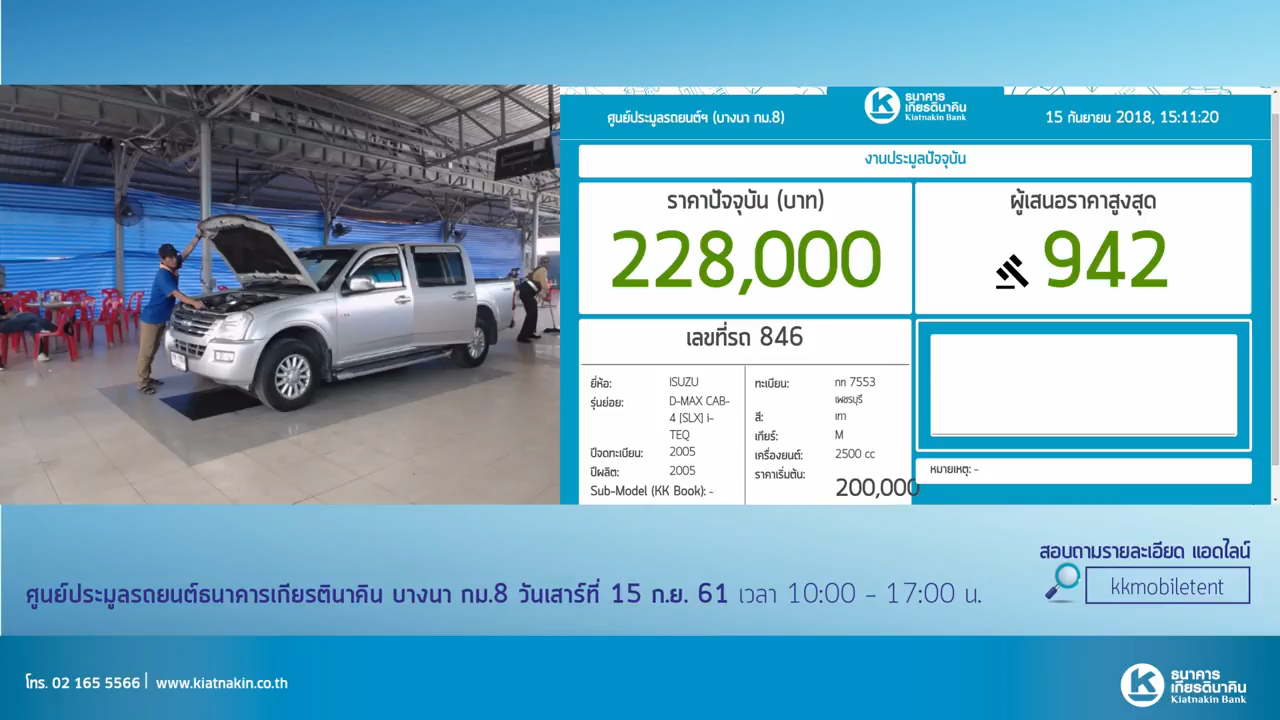 ศูนย์ประมูลรถยนต์ฯ (บางนา กม.8)
ธนาคาร
เกียรตินาคิน
Kiatnakin Bank
15 กันยายน 2018, 15:11:20
งานประมูลปัจจุบัน
ราคาปัจจุบัน (บาท)
228,000
ผู้เสนอราคาสูงสุด
942
เลขที่รถ 846
ยี่ห้อ: ISUZU
รุ่นย่อย: D-MAX CAB-
4 [SLX] i-
TEQ
ปีจดทะเบียน: 2005
ปีผลิต: 2005
Sub-Model (KK Book): -
ทะเบียน: กท 7553
เพชรบุรี
สี: เทา
เกียร์: M
เครื่องยนต์: 2500 cc
ราคาเริ่มต้น:
200,000
หมายเหตุ: -
สอบถามรายละเอียด แอดไลน์
kkmobiletent
ศูนย์ประมูลรถยนต์ธนาคารเกียรตินาคิน บางนา กม.8 วันเสาร์ที่ 15 ก.ย. 61 เวลา 10:00 - 17:00 น.
โทร. 02 165 5566 | www.kiatnakin.co.th
ธนาคาร
เกียรตินาคิน
Kiatnakin Bank